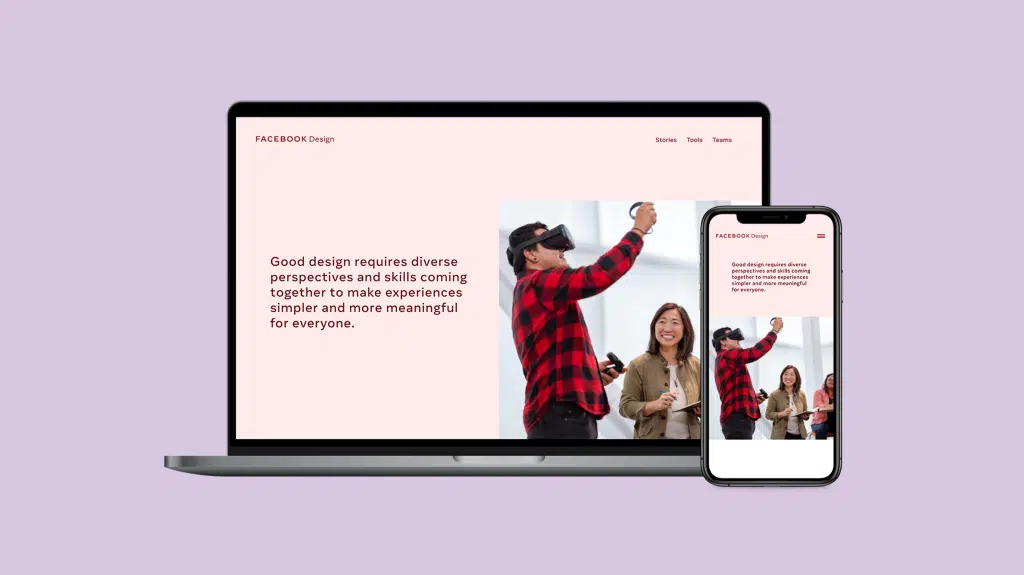 FACEBOOK Design
Stories Tools Teams
Good design requires diverse
perspectives and skills coming
together to make experiences
simpler and more meaningful
for everyone.
FACEBOOK Design
Good design requires diverse
perspectives and skills coming
together to make experiences
simpler and more meaningful
for everyone.